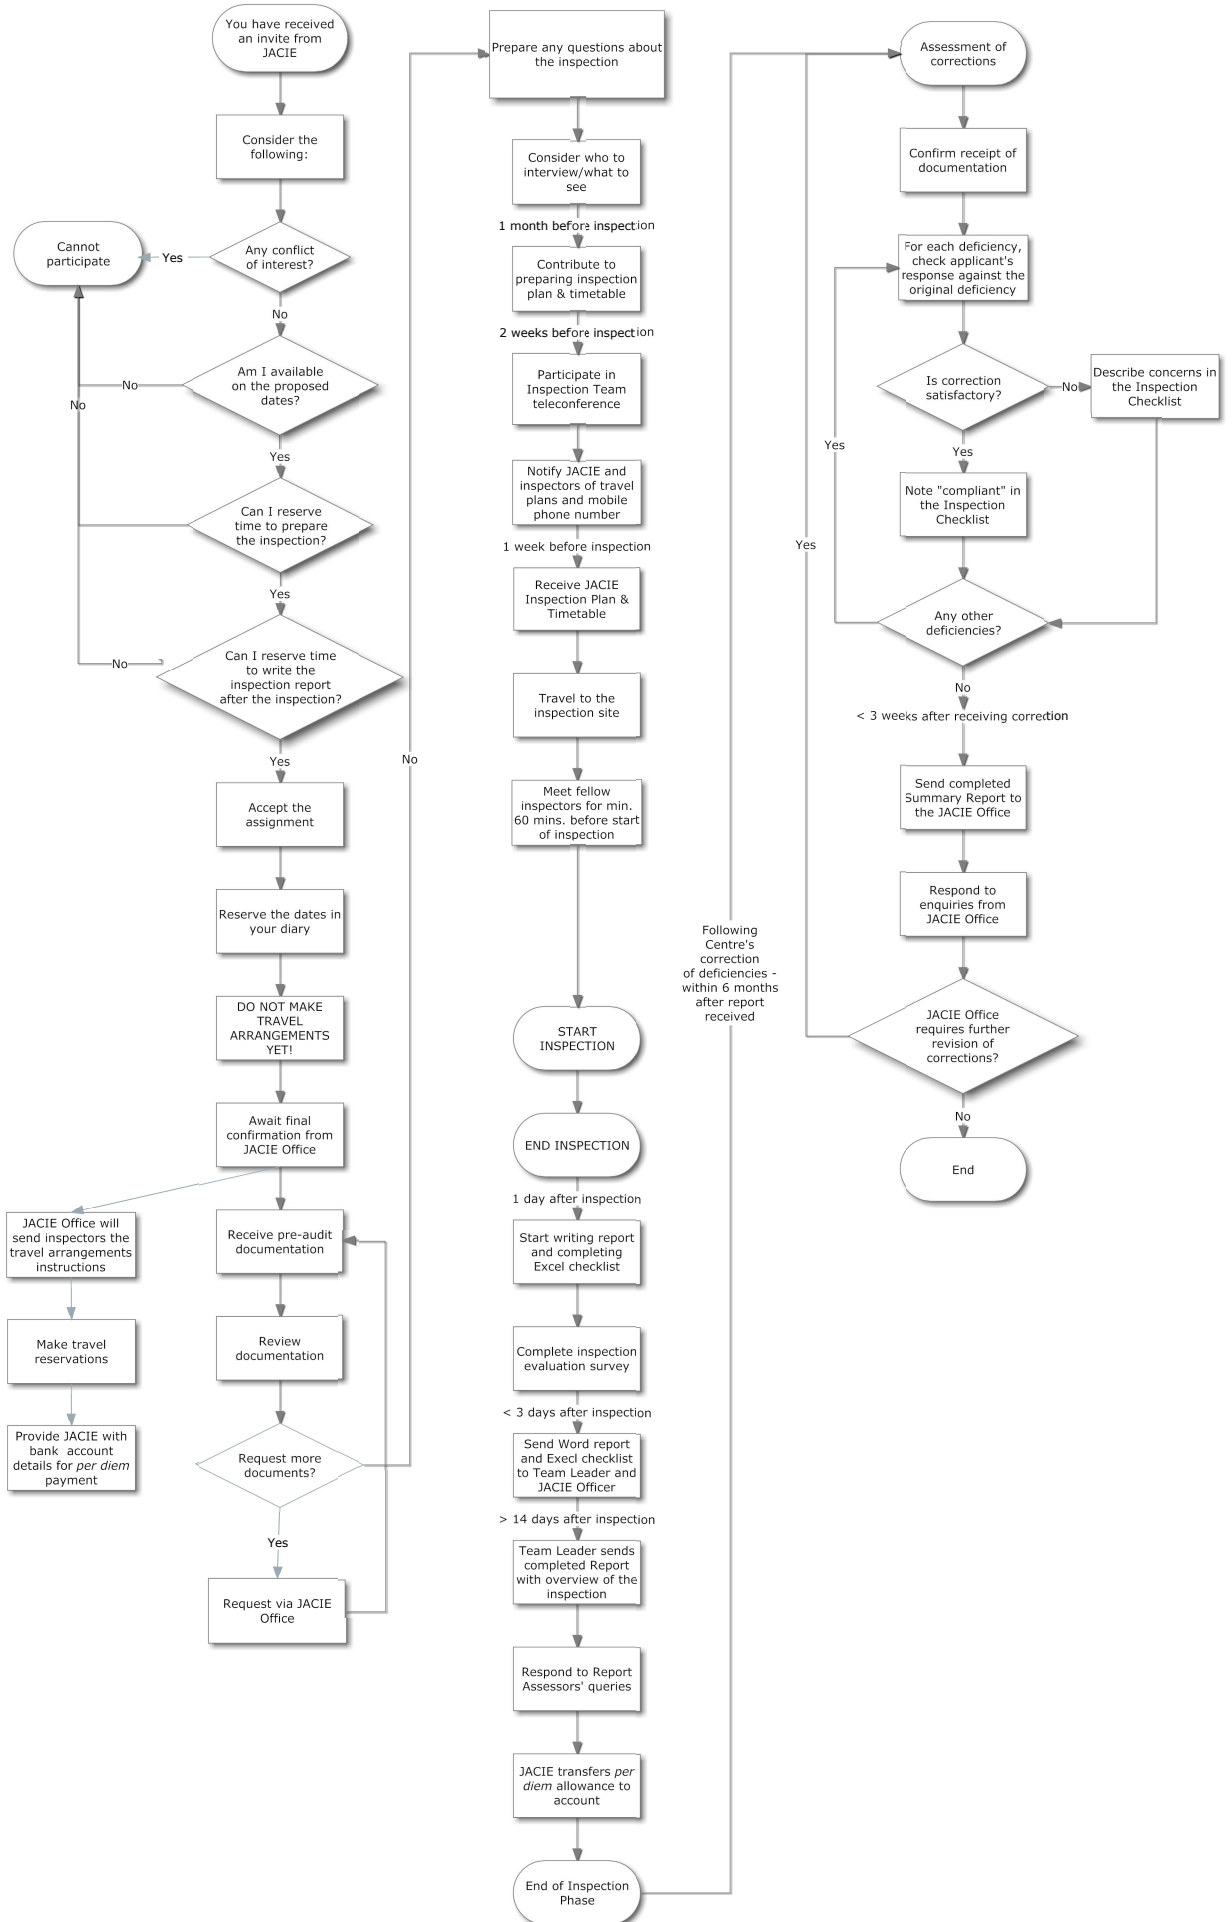 You have received
an invite from
JACIE
Consider the
following:
Any conflict
of interest?
Yes
Cannot
participate
No
Am I available
on the proposed
dates?
No
No
Yes
Can I reserve
time to prepare
the inspection?
Yes
Can I reserve time
to write the
inspection report
after the inspection?
No
Yes
Accept the
assignment
Reserve the dates in
your diary
DO NOT MAKE
TRAVEL
ARRANGEMENTS
YET!
Await final
confirmation from
JACIE Office
JACIE Office will
send inspectors the
travel arrangements
instructions
Make travel
reservations
Provide JACIE with
bank account
details for per diem
payment
Receive pre-audit
documentation
Review
documentation
Request more
documents?
Yes
Request via JACIE
Office
No
Prepare any questions about
the inspection
Consider who to
interview/what to
see
1 month before inspection
Contribute to
preparing inspection
plan & timetable
2 weeks before inspection
Participate in
Inspection Team
teleconference
Notify JACIE and
inspectors of travel
plans and mobile
phone number
1 week before inspection
Receive JACIE
Inspection Plan &
Timetable
Travel to the
inspection site
Meet fellow
inspectors for min.
60 mins. before start
of inspection
START
INSPECTION
END INSPECTION
1 day after inspection
Start writing report
and completing
Excel checklist
Complete inspection
evaluation survey
< 3 days after inspection
Send Word report
and Execl checklist
to Team Leader and
JACIE Officer
> 14 days after inspection
Team Leader sends
completed Report
with overview of the
inspection
Respond to Report
Assessors' queries
JACIE transfers per
diem allowance to
account
End of Inspection
Phase
Following
Centre's
correction
of deficiencies -
within 6 months
after report
received
Assessment of
corrections
Confirm receipt of
documentation
For each deficiency,
check applicant's
response against the
original deficiency
Is correction
satisfactory?
No
Describe concerns in
the Inspection
Checklist
Yes
Yes
Note "compliant" in
the Inspection
Checklist
Yes
Any other
deficiencies?
No
< 3 weeks after receiving correction
Send completed
Summary Report to
the JACIE Office
Respond to
enquiries from
JACIE Office
JACIE Office
requires further
revision of
corrections?
No
End